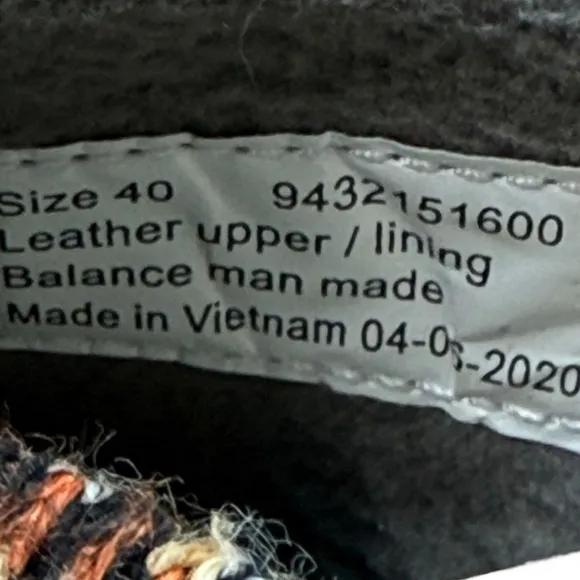 Size 40 9432151600
Leather upper / lining
Balance man made
Made in Vietnam